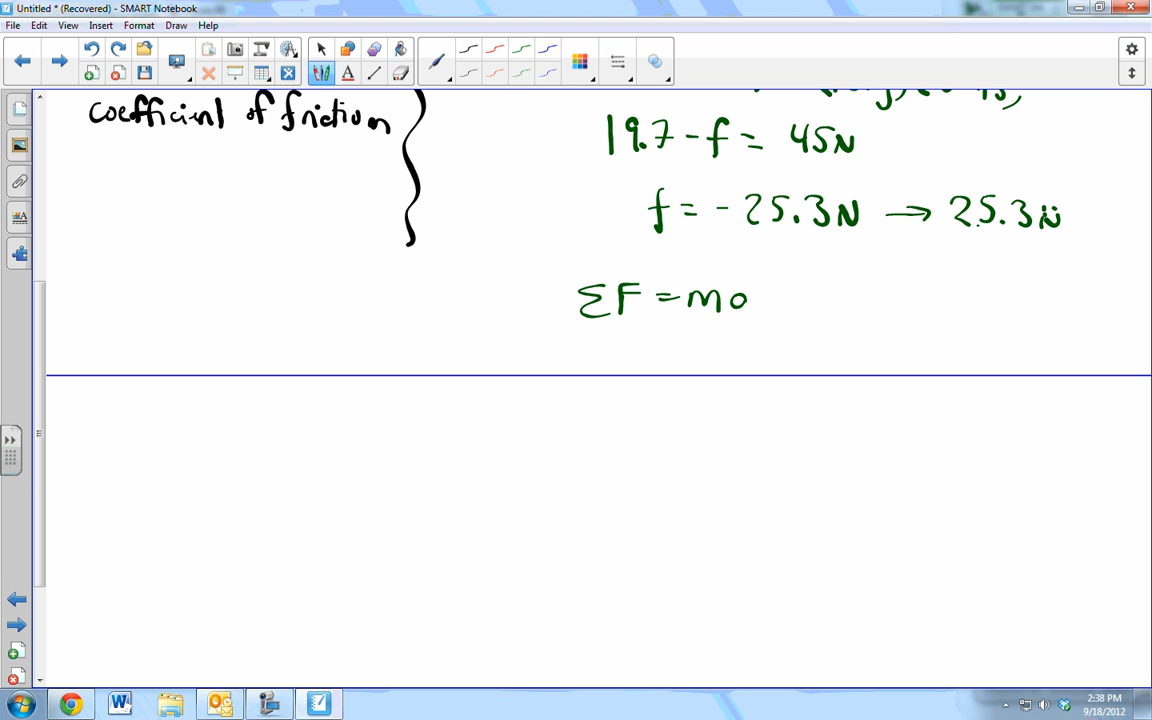 Untitled * (Recovered) - SMART Notebook
File Edit View Insert Format Draw Help
coefficient of friction
19.7 - f = 45N
f = - 25.3N → 25.3N
ΣF = mo
2:38 PM
9/18/2012